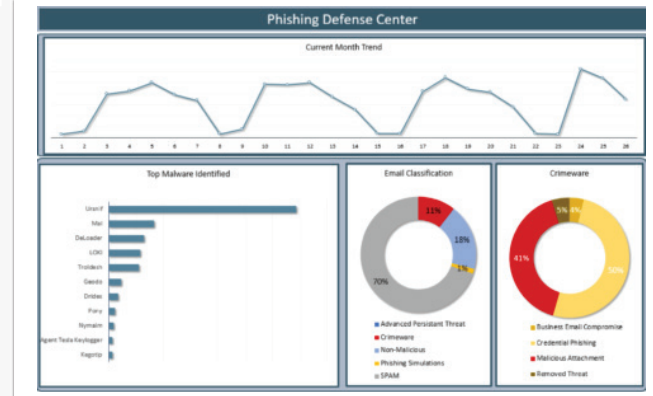 Phishing Defense Center
Current Month Trend
1 2 3 4 5 6 7 8 9 10 11 12 13 14 15 16 17 18 19 20 21 22 23 24 25 26
Top Malware Identified
Ursnif
Mal
DeLoader
LOKI
Troldesh
Geodo
Dridex
Pony
Nymaim
Agent Tesla Keylogger
Email Classification
11%
18%
1%
70%
Advanced Persistant Threat
Crimeware
Non-Malicious
Phishing Simulations
SPAM
Crimeware
5% 4%
41% 50%
Business Email Compromise
Credential Phishing
Malicious Attachment
Removed Threat